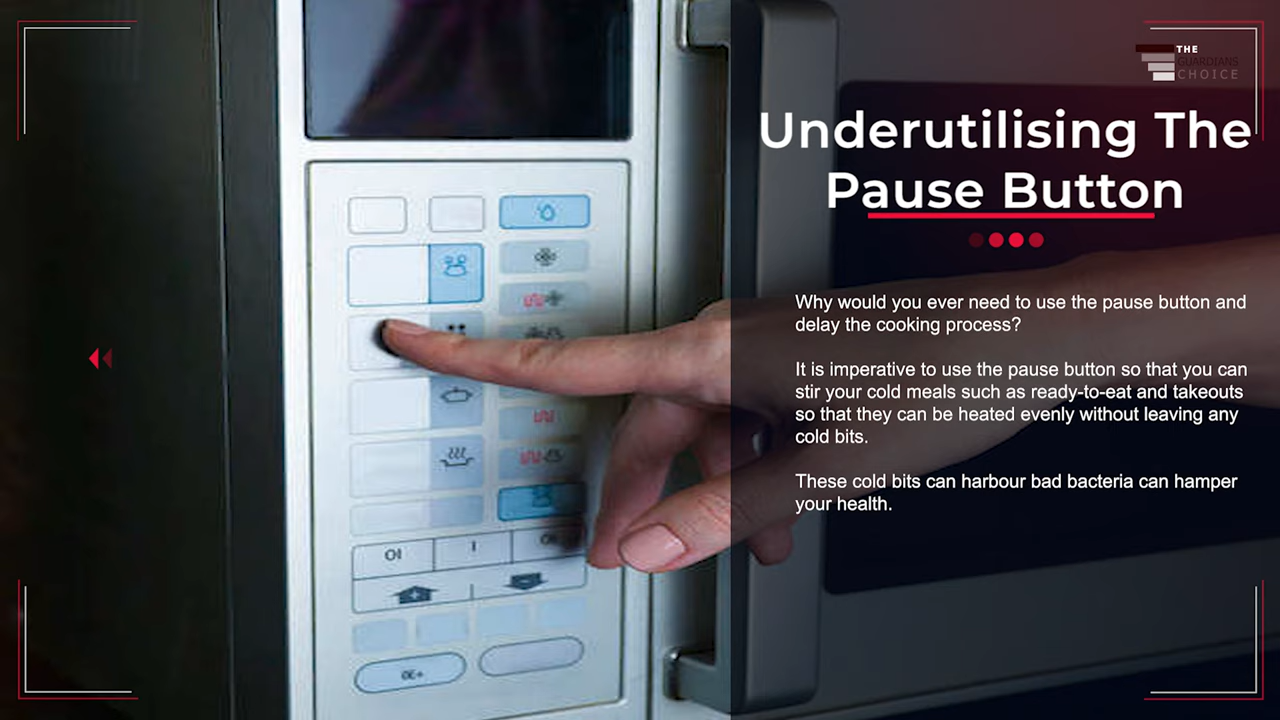 THE
GUARDIANS
CHOICE
Underutilising The
Pause Button
Why would you ever need to use the pause button and
delay the cooking process?
It is imperative to use the pause button so that you can
stir your cold meals such as ready-to-eat and takeouts
so that they can be heated evenly without leaving any
cold bits.
These cold bits can harbour bad bacteria can hamper
your health.